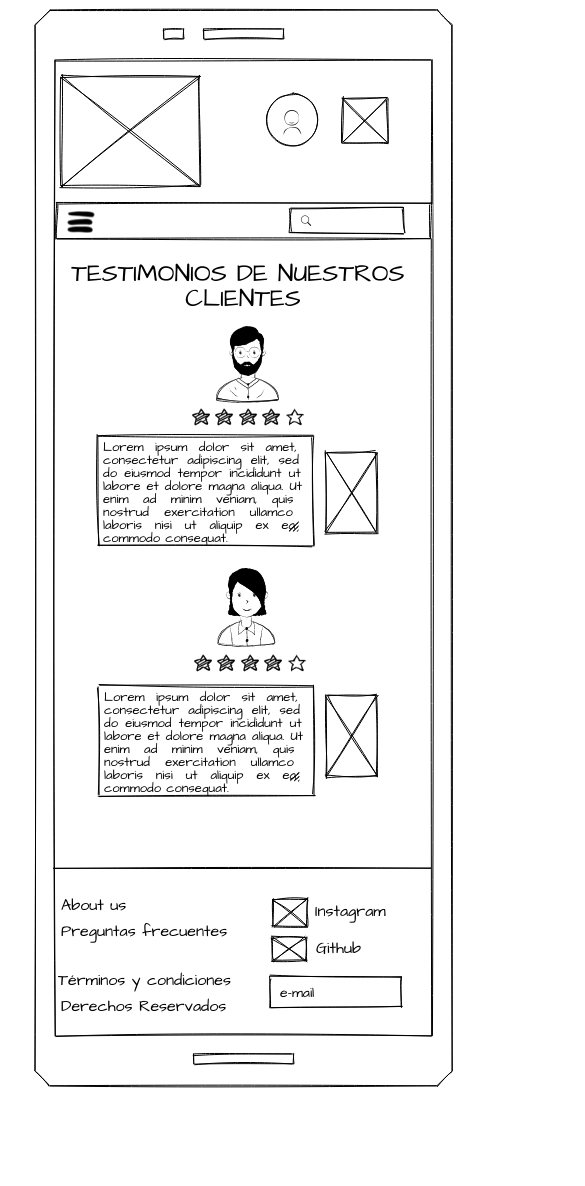 TESTIMONIOS DE NUESTROS
CLIENTES
Lorem ipsum dolor sit amet,
consectetur adipiscing elit, sed
do eiusmod tempor incididunt ut
labore et dolore magna aliqua. Ut
enim ad minim veniam, quis
nostrud exercitation ullamco
laboris nisi ut aliquip ex ea
commodo consequat.
Lorem ipsum dolor sit amet,
consectetur adipiscing elit, sed
do eiusmod tempor incididunt ut
labore et dolore magna aliqua. Ut
enim ad minim veniam, quis
nostrud exercitation ullamco
laboris nisi ut aliquip ex ea
commodo consequat.
About us
Instagram
Preguntas frecuentes
Github
Términos y condiciones
e-mail
Derechos Reservados